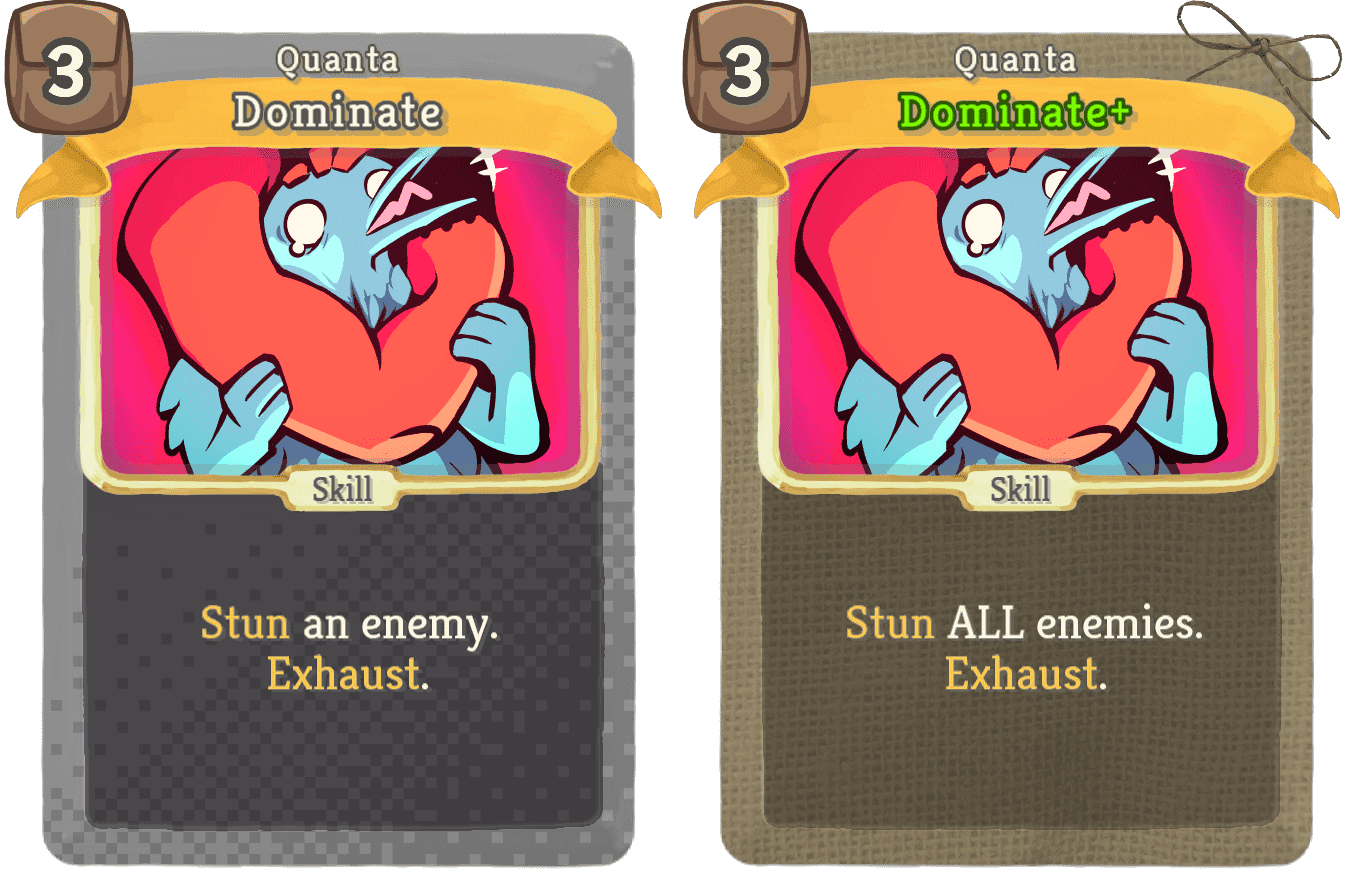 3
Quanta
Dominate
Skill
Stun an enemy.
Exhaust.
3
Quanta
Dominate+
Skill
Stun ALL enemies.
Exhaust.